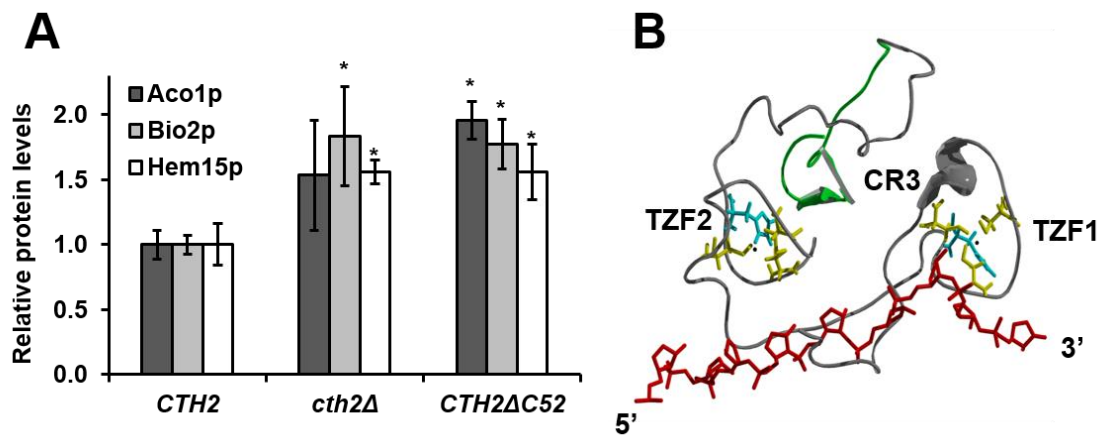 A
B
Relative protein levels
2.0
1.5
1.0
0.5
0.0
Aco1p
Bio2p
Hem15p
*
*
*
*
*
CTH2
cth2Δ
CTH2ΔC52
CR3
TZF2
TZF1
3’
5’